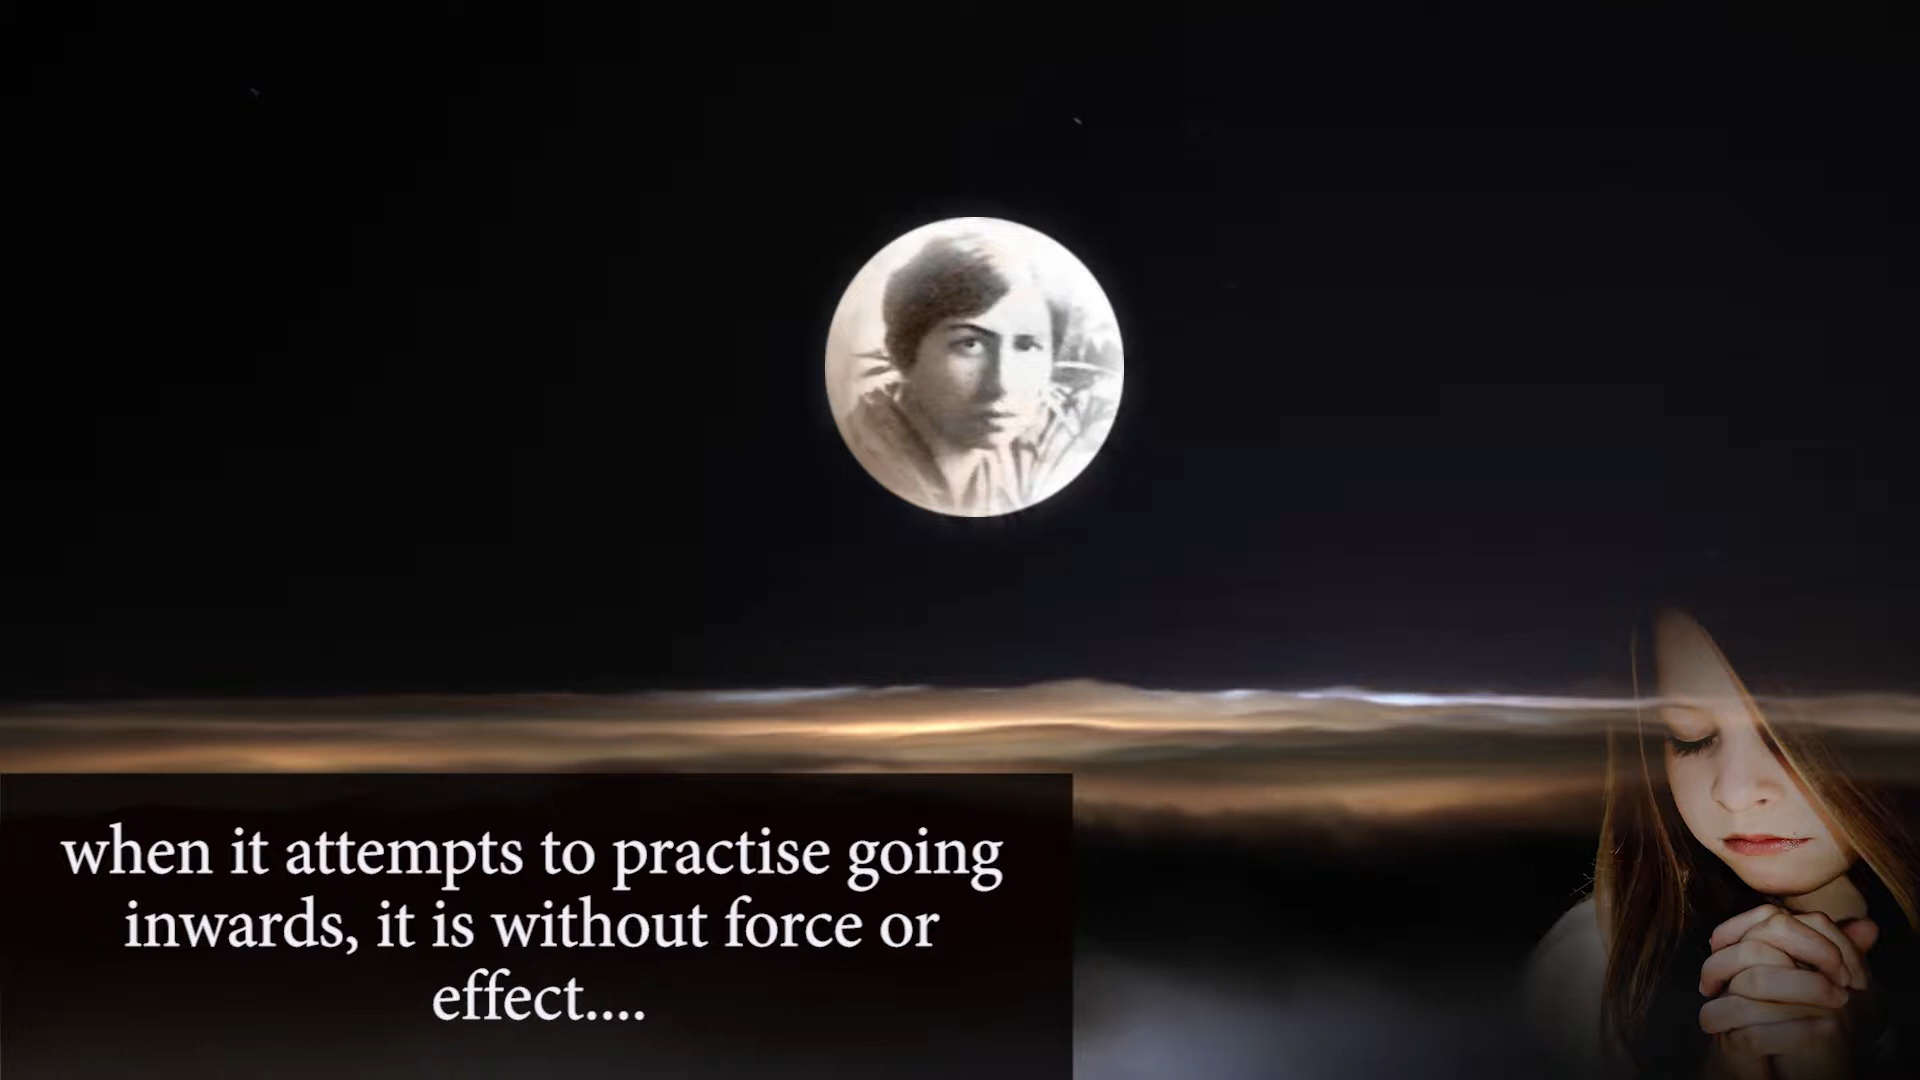 when it attempts to practise going
inwards, it is without force or
effect....